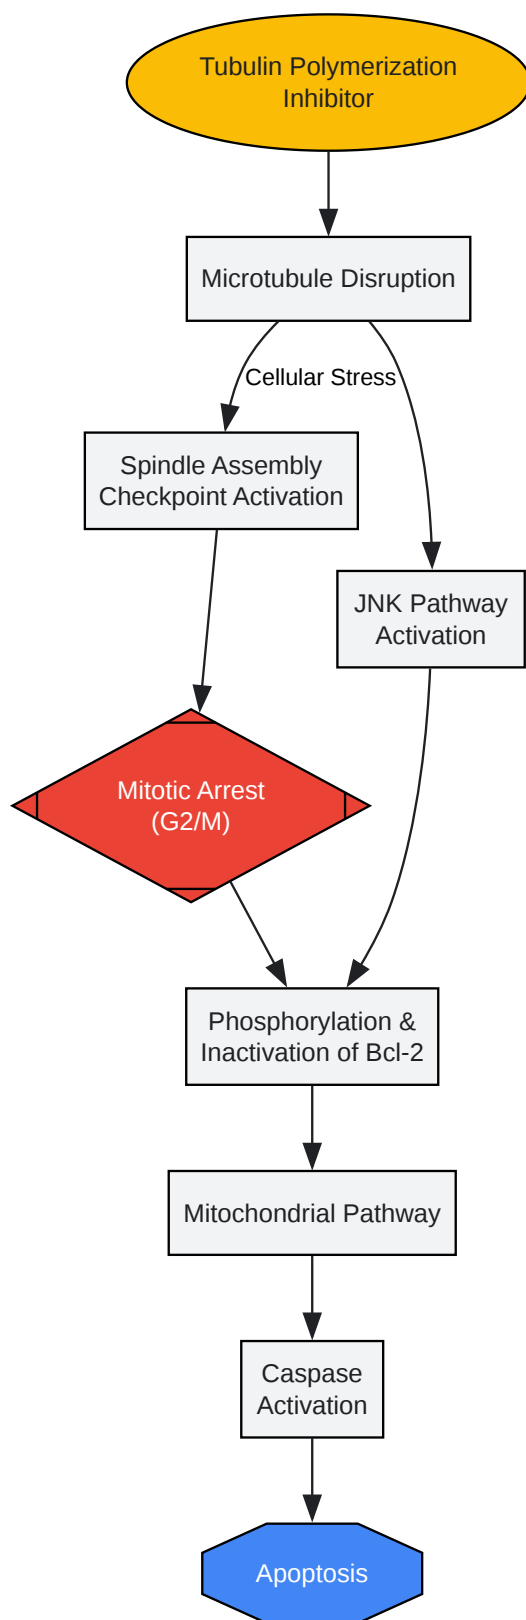 Tubulin Polymerization
Inhibitor
Microtubule Disruption
Cellular Stress
Spindle Assembly
Checkpoint Activation
JNK Pathway
Activation
Mitotic Arrest
(G2/M)
Phosphorylation &
Inactivation of Bcl-2
Mitochondrial Pathway
Caspase
Activation
Apoptosis